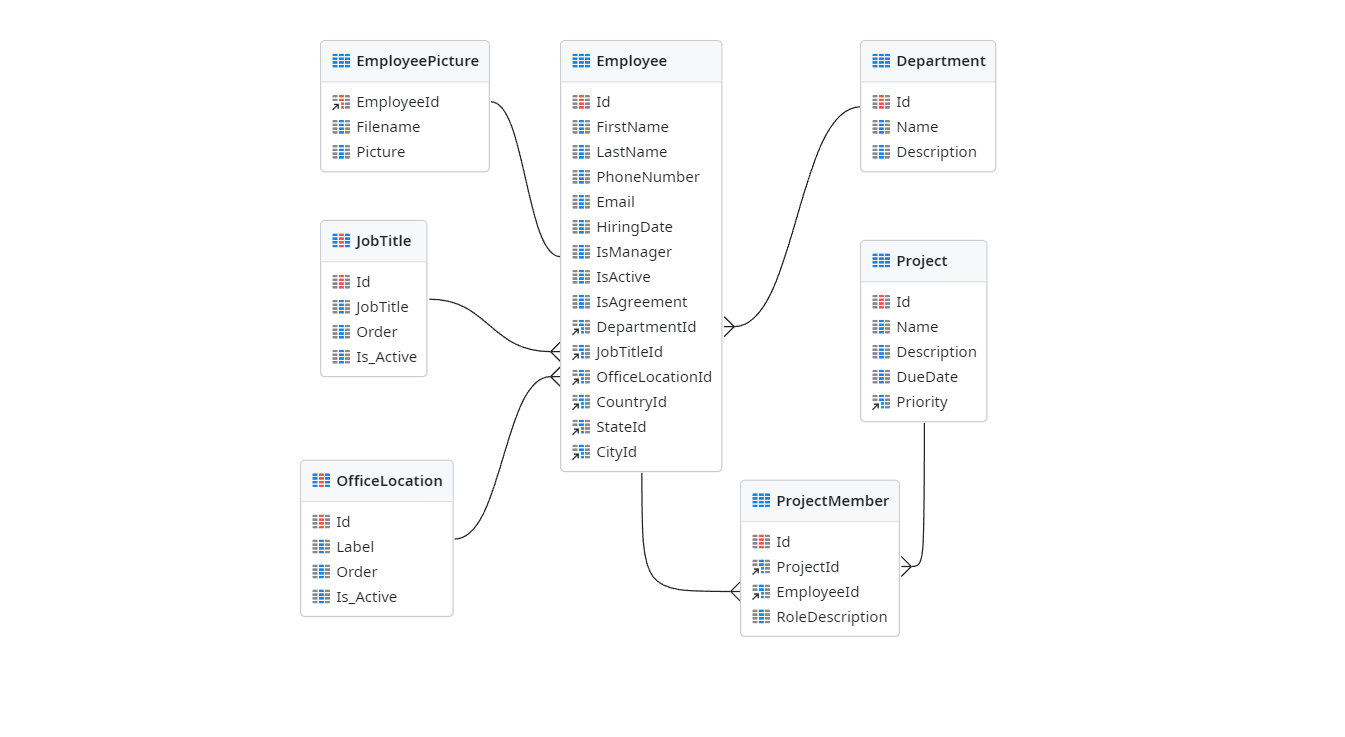 EmployeePicture
EmployeeId
Filename
Picture
Employee
Id
FirstName
LastName
PhoneNumber
Email
HiringDate
IsManager
IsActive
IsAgreement
DepartmentId
JobTitleId
OfficeLocationId
CountryId
StateId
CityId
Department
Id
Name
Description
JobTitle
Id
JobTitle
Order
Is_Active
Project
Id
Name
Description
DueDate
Priority
OfficeLocation
Id
Label
Order
Is_Active
ProjectMember
Id
ProjectId
EmployeeId
RoleDescription